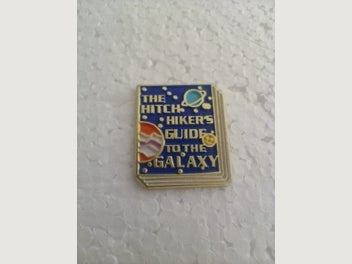 THE
HITCH
HIKER'S
GUIDE
TO THE
GALAXY